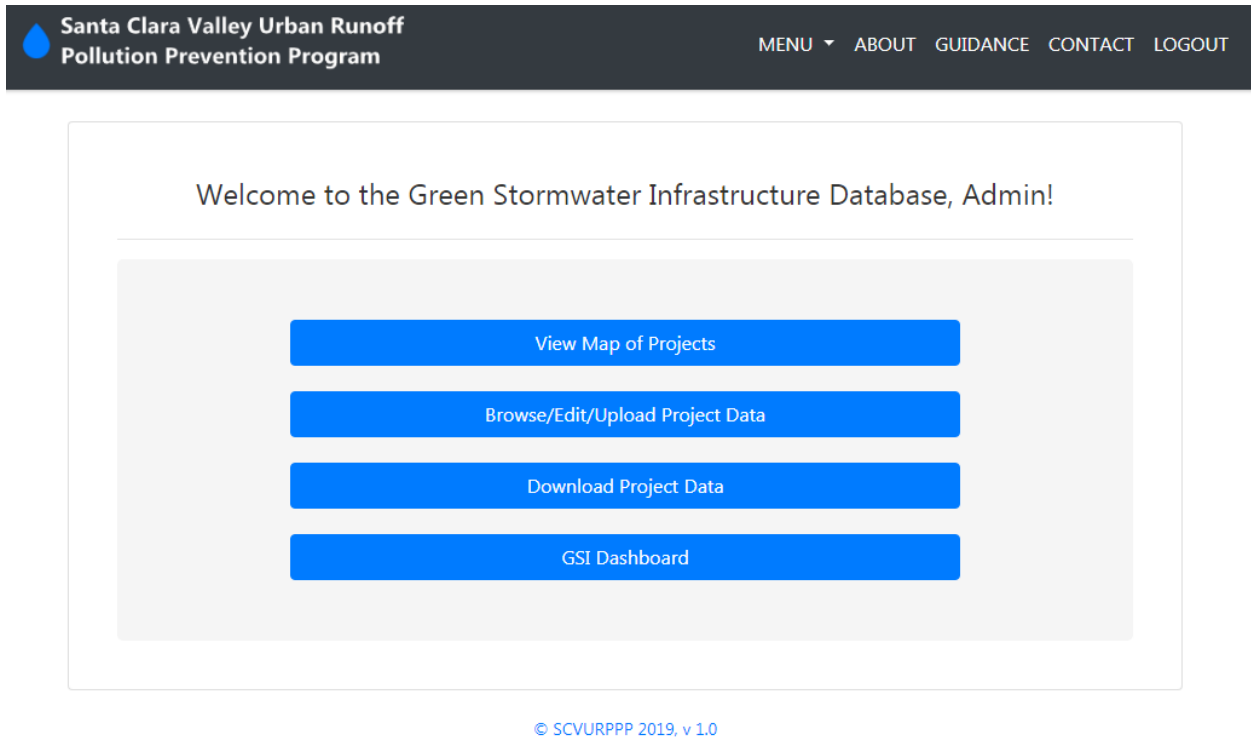 Santa Clara Valley Urban Runoff
Pollution Prevention Program
MENU ABOUT GUIDANCE CONTACT LOGOUT
Welcome to the Green Stormwater Infrastructure Database, Admin!
View Map of Projects
Browse/Edit/Upload Project Data
Download Project Data
GSI Dashboard
© SCVURPPP 2019, v 1.0